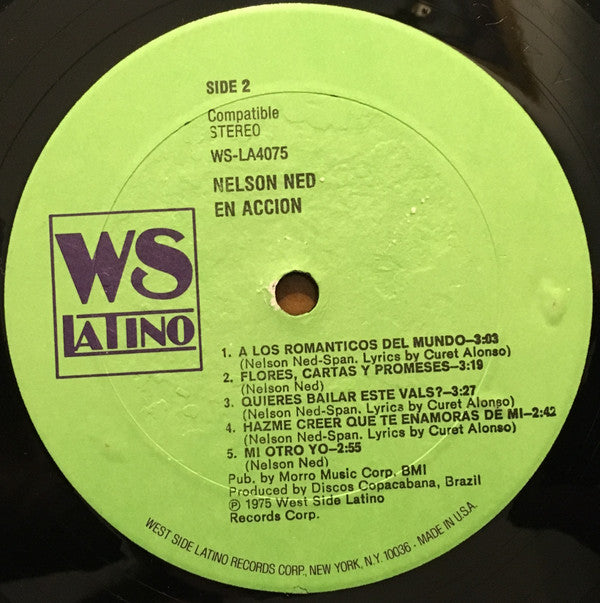 SIDE 2
Compatible
STEREO
WS-LA4075
NELSON NED
EN ACCION
WS
LATINO
1. A LOS ROMANTICOS DEL MUNDO—3:03
(Nelson Ned-Span. Lyrics by Curet Alonso)
2. FLORES, CARTAS Y PROMESES—3:19
(Nelson Ned)
3. QUIERES BAILAR ESTE VALS?—3:27
(Nelson Ned-Span. Lyrics by Curet Alonso)
4. HAZME CREER QUE TE ENAMORAS DE MI—2:42
(Nelson Ned-Span. Lyrics by Curet Alonso)
5. MI OTRO YO—2:55
(Nelson Ned)
Pub. by Morro Music Corp. BMI
Produced by Discos Copacabana, Brazil
℗ 1975 West Side Latino
Records Corp.
WEST SIDE LATINO RECORDS CORP., NEW YORK, N.Y. 10036 - MADE IN U.S.A.